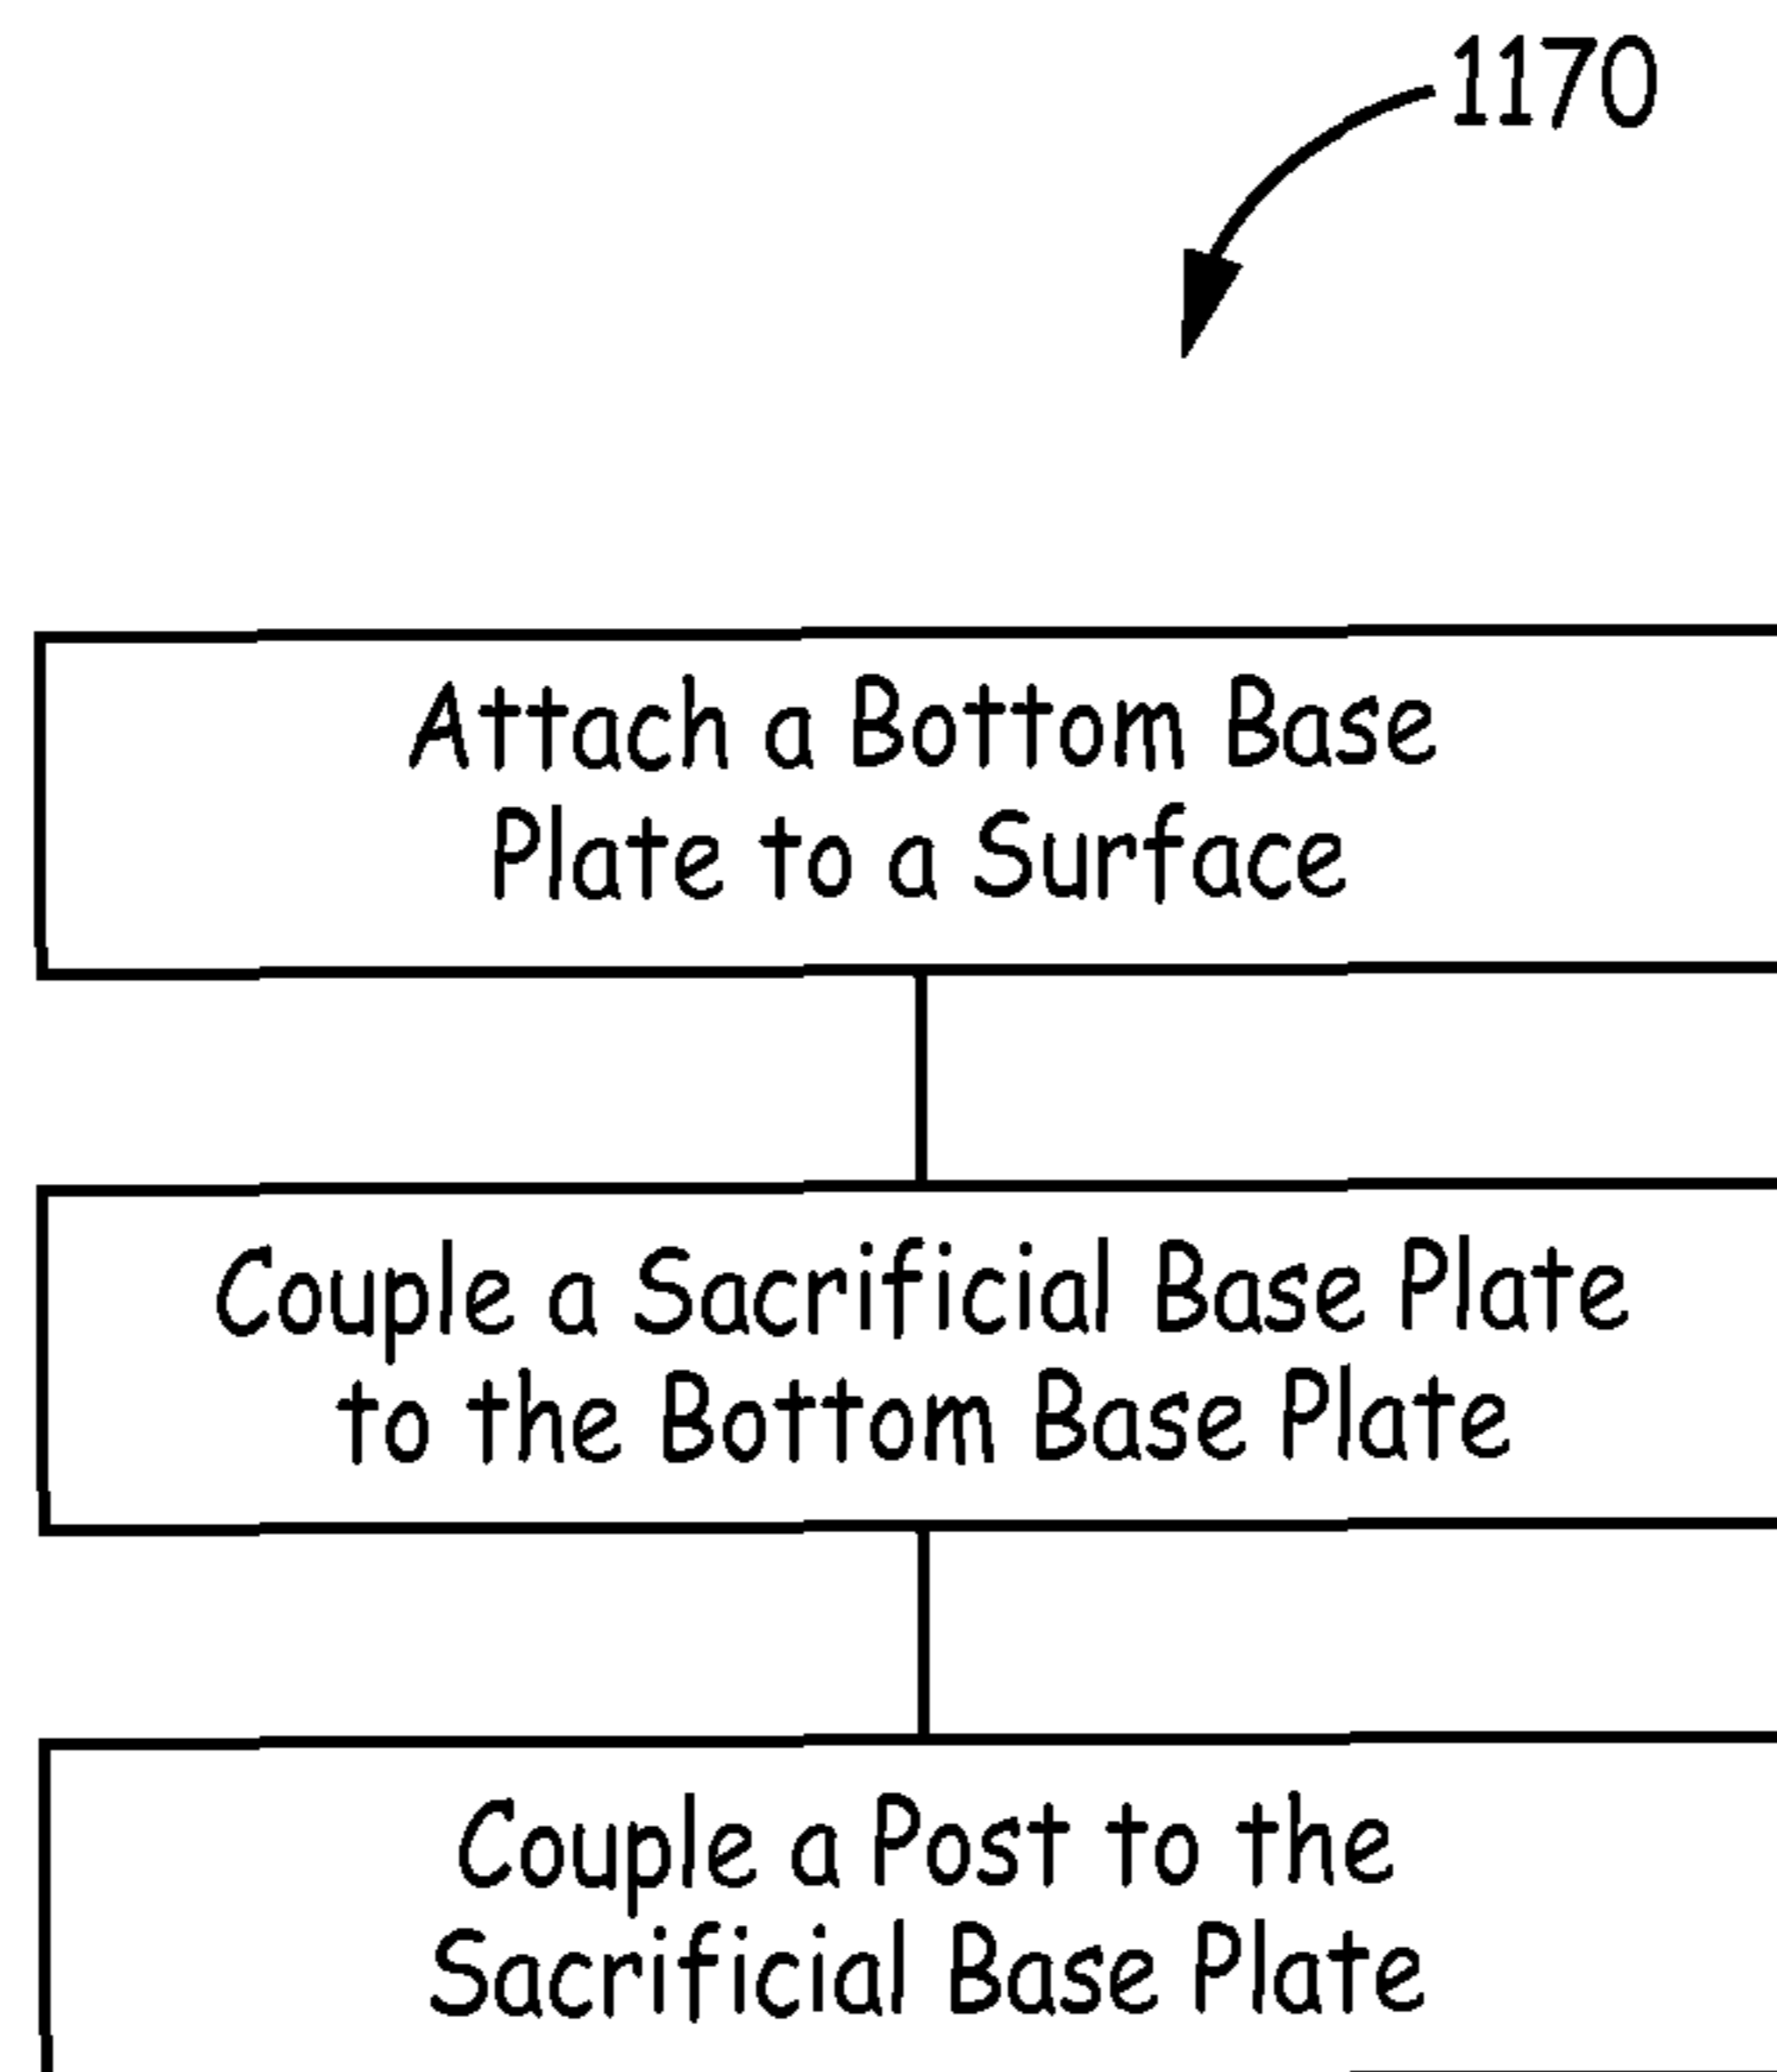 1170
Attach a Bottom Base
Plate to a Surface
Couple a Sacrificial Base Plate
to the Bottom Base Plate
Couple a Post to the
Sacrificial Base Plate